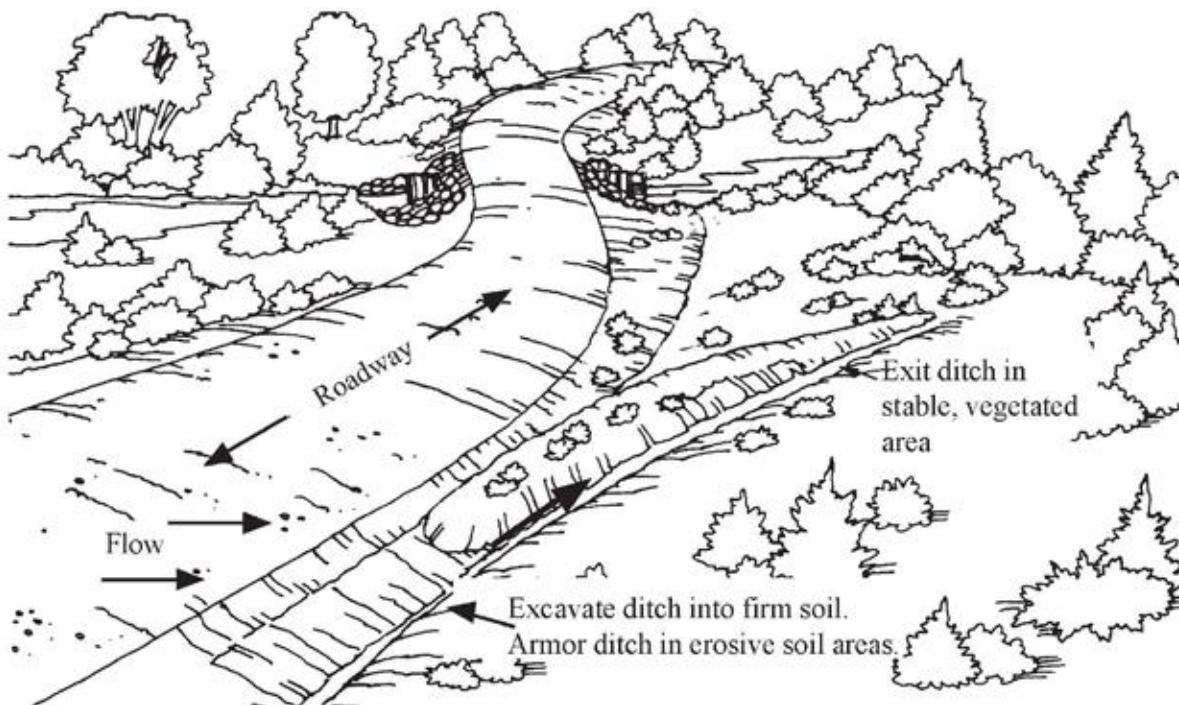 Roadway
Exit ditch in
stable, vegetated
area
Flow
Excavate ditch into firm soil.
Armor ditch in erosive soil areas.